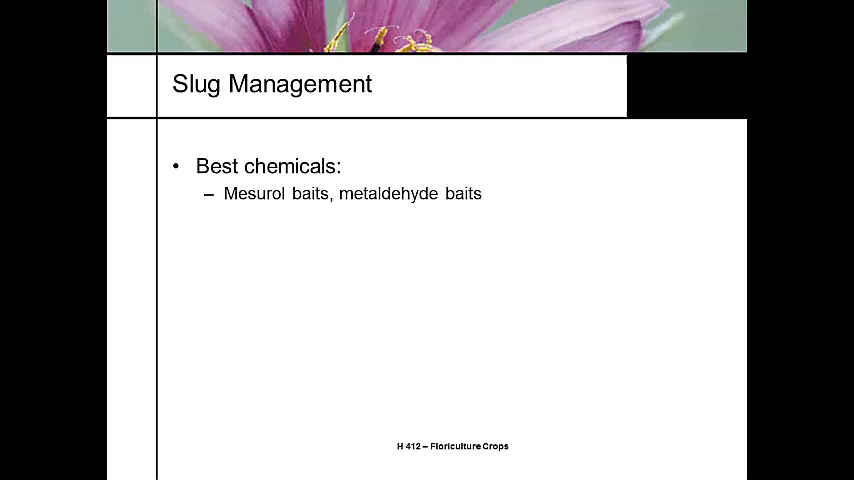 Slug Management
• Best chemicals:
– Mesurol baits, metaldehyde baits
H 412 – Floriculture Crops